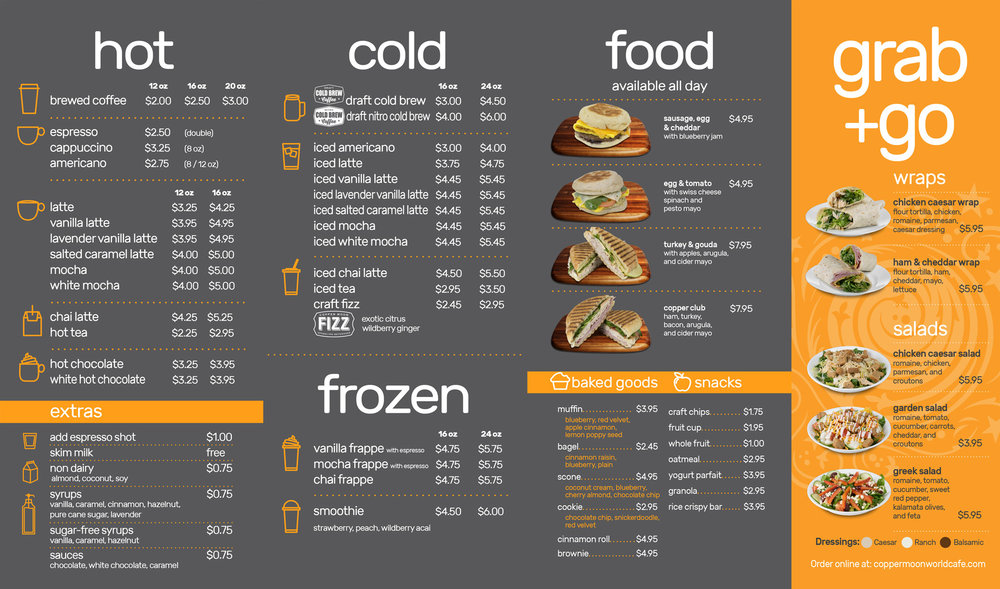 hot
12 oz 16 oz 20 oz
brewed coffee $2.00 $2.50 $3.00
espresso $2.50 (double)
cappuccino $3.25 (8 oz)
americano $2.75 (8 / 12 oz)
12 oz 16 oz
latte $3.25 $4.25
vanilla latte $3.95 $4.95
lavender vanilla latte $3.95 $4.95
salted caramel latte $4.00 $5.00
mocha $4.00 $5.00
white mocha $4.00 $5.00
chai latte $4.25 $5.25
hot tea $2.25 $2.95
hot chocolate $3.25 $3.95
white hot chocolate $3.25 $3.95
extras
add espresso shot $1.00
skim milk free
non dairy $0.75
almond, coconut, soy
syrups $0.75
vanilla, caramel, cinnamon, hazelnut,
pure cane sugar, lavender
sugar-free syrups $0.75
vanilla, caramel, hazelnut
sauces $0.75
chocolate, white chocolate, caramel
cold
16 oz 24 oz
DRAFT COLD BREW Coffee draft cold brew $3.00 $4.50
COLD BREW Coffee draft nitro cold brew $4.00 $6.00
iced americano $3.00 $4.00
iced latte $3.75 $4.75
iced vanilla latte $4.45 $5.45
iced lavender vanilla latte $4.45 $5.45
iced salted caramel latte $4.45 $5.45
iced mocha $4.45 $5.45
iced white mocha $4.45 $5.45
iced chai latte $4.50 $5.50
iced tea $2.95 $3.50
craft fizz $2.45 $2.95
FIZZ
exotic citrus
wildberry ginger
frozen
16 oz 24 oz
vanilla frappe with espresso $4.75 $5.75
mocha frappe with espresso $4.75 $5.75
chai frappe $4.75 $5.75
smoothie $4.50 $6.00
strawberry, peach, wildberry acai
food
available all day
sausage, egg $4.95
& cheddar
with blueberry jam
egg & tomato $4.95
with swiss cheese
spinach and
pesto mayo
turkey & gouda $7.95
with apples, arugula,
and cider mayo
copper club $7.95
ham, turkey,
bacon, arugula,
and cider mayo
baked goods
muffin............ $3.95
blueberry, red velvet,
apple cinnamon,
lemon poppy seed
bagel............ $2.45
cinnamon raisin,
blueberry, plain
scone............ $4.95
coconut cream, blueberry,
cherry almond, chocolate chip
cookie............ $2.95
chocolate chip, snickerdoodle,
red velvet
cinnamon roll...... $4.95
brownie............ $4.95
snacks
craft chips......... $1.75
fruit cup............ $1.95
whole fruit......... $1.00
oatmeal............ $2.95
yogurt parfait..... $3.95
granola............ $2.95
rice crispy bar..... $3.95
grab
+go
wraps
chicken caesar wrap
flour tortilla, chicken,
romaine, parmesan,
caesar dressing $5.95
ham & cheddar wrap
flour tortilla, ham,
cheddar, mayo,
lettuce $5.95
salads
chicken caesar salad
romaine, chicken,
parmesan, and
croutons $5.95
garden salad
romaine, tomato,
cucumber, carrots,
cheddar, and
croutons $3.95
greek salad
romaine, tomato,
cucumber, sweet
red pepper,
kalamata olives,
and feta $5.95
Dressings: Caesar Ranch Balsamic
Order online at: coppermoonworldcafe.com